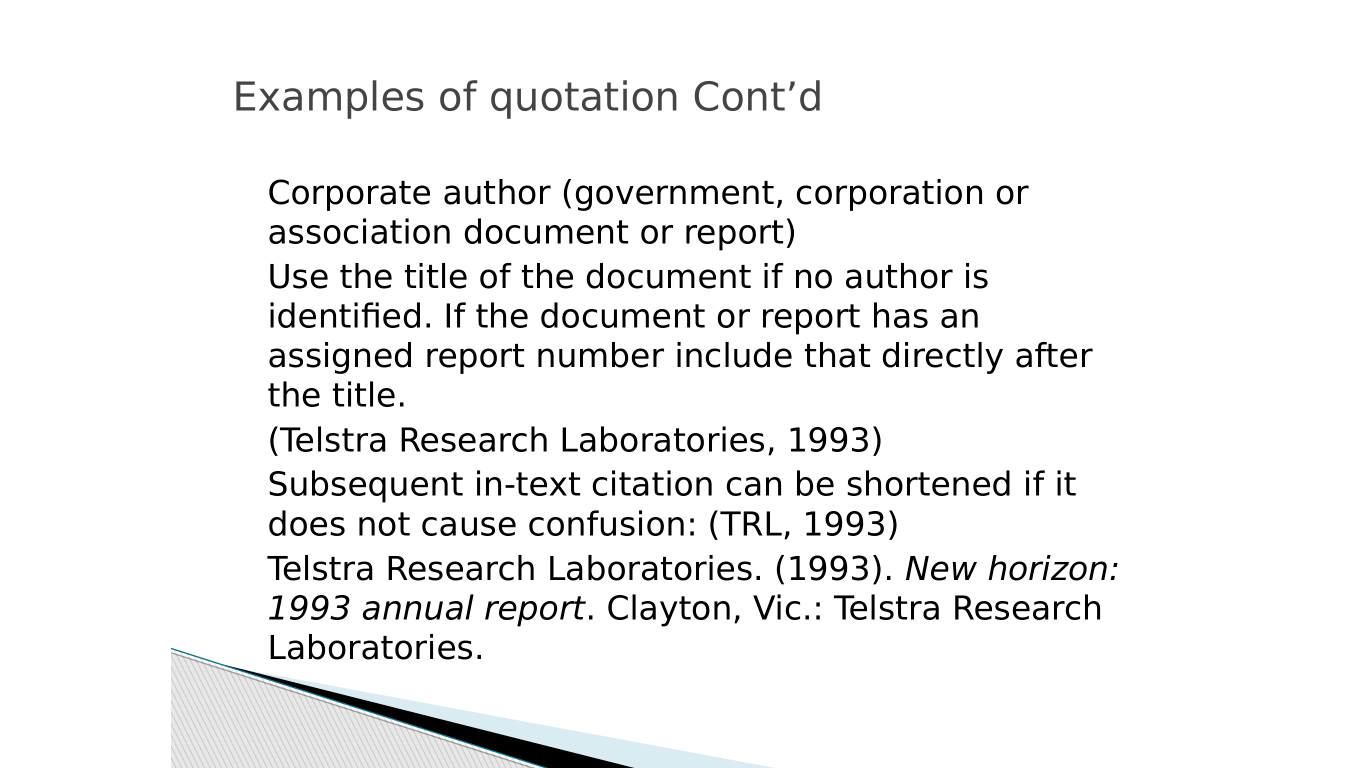 Examples of quotation Cont’d
Corporate author (government, corporation or
association document or report)
Use the title of the document if no author is
identified. If the document or report has an
assigned report number include that directly after
the title.
(Telstra Research Laboratories, 1993)
Subsequent in-text citation can be shortened if it
does not cause confusion: (TRL, 1993)
Telstra Research Laboratories. (1993). New horizon:
1993 annual report. Clayton, Vic.: Telstra Research
Laboratories.